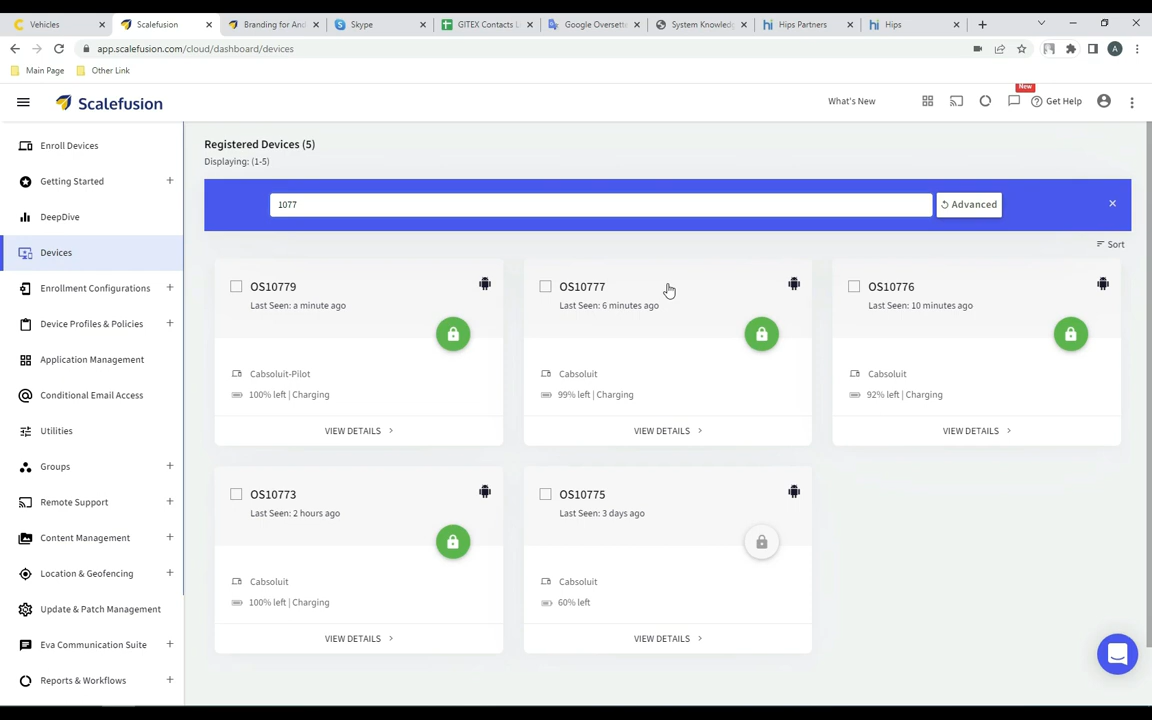 Vehicles
Scalefusion
Branding for And
Skype
GITEX Contacts L
Google Oversette
System Knowled
Hips Partners
Hips
app.scalefusion.com/cloud/dashboard/devices
A
Main Page
Other Link
Scalefusion
What's New
New
Get Help
Enroll Devices
Getting Started
DeepDive
Devices
Enrollment Configurations
Device Profiles & Policies
Application Management
Conditional Email Access
Utilities
Groups
Remote Support
Content Management
Location & Geofencing
Update & Patch Management
Eva Communication Suite
Reports & Workflows
Registered Devices (5)
Displaying: (1-5)
1077
Advanced
Sort
OS10779
Last Seen: a minute ago
Cabsoluit-Pilot
100% left | Charging
VIEW DETAILS
OS10777
Last Seen: 6 minutes ago
Cabsoluit
99% left | Charging
VIEW DETAILS
OS10776
Last Seen: 10 minutes ago
Cabsoluit
92% left | Charging
VIEW DETAILS
OS10773
Last Seen: 2 hours ago
Cabsoluit
100% left | Charging
VIEW DETAILS
OS10775
Last Seen: 3 days ago
Cabsoluit
60% left
VIEW DETAILS